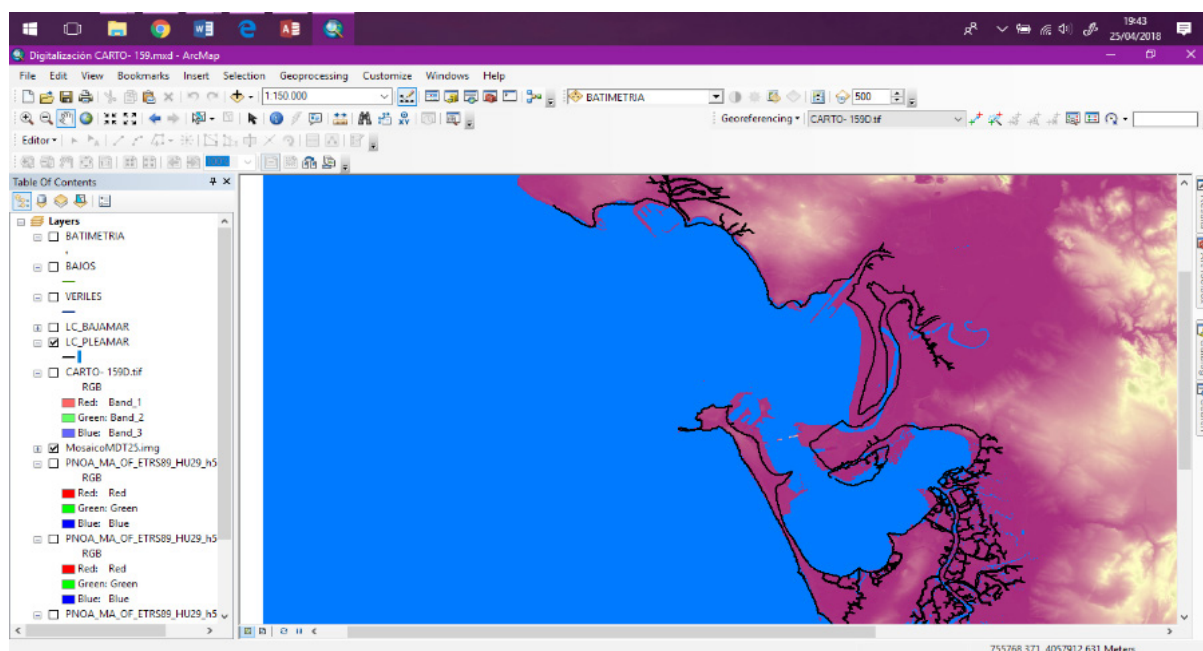 19:43
25/04/2018
Digitalización CARTO- 159.mxd - ArcMap
File Edit View Bookmarks Insert Selection Geoprocessing Customize Windows Help
1:150.000
BATIMETRIA
500
Georeferencing
CARTO- 159D.tif
Editor
Table Of Contents
Layers
BATIMETRIA
BAJOS
VERILES
LC_BAJAMAR
LC_PLEAMAR
CARTO- 159D.tif
RGB
Red: Band_1
Green: Band_2
Blue: Band_3
MosaicoMDT25.img
PNOA_MA_OF_ETRS89_HU29_h5
RGB
Red: Red
Green: Green
Blue: Blue
PNOA_MA_OF_ETRS89_HU29_h5
RGB
Red: Red
Green: Green
Blue: Blue
PNOA_MA_OF_ETRS89_HU29_h5
755768,371 4057912,631 Meters